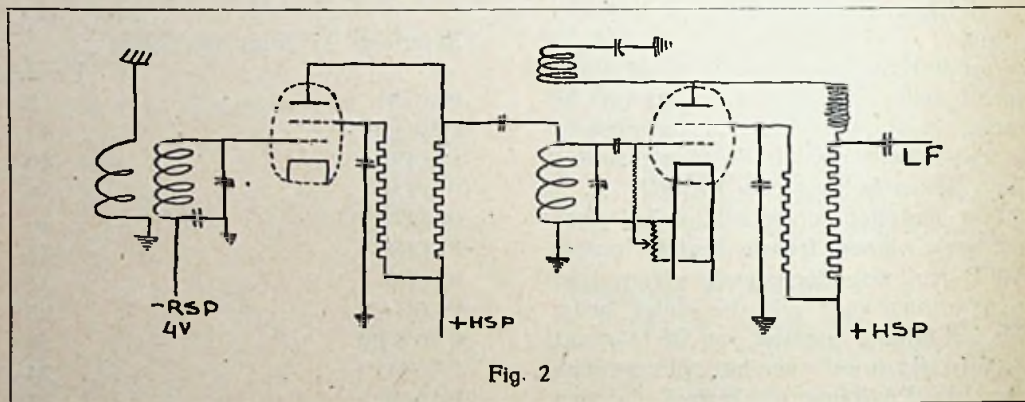 LF
-RSP
4V
+HSP
+HSP
Fig. 2